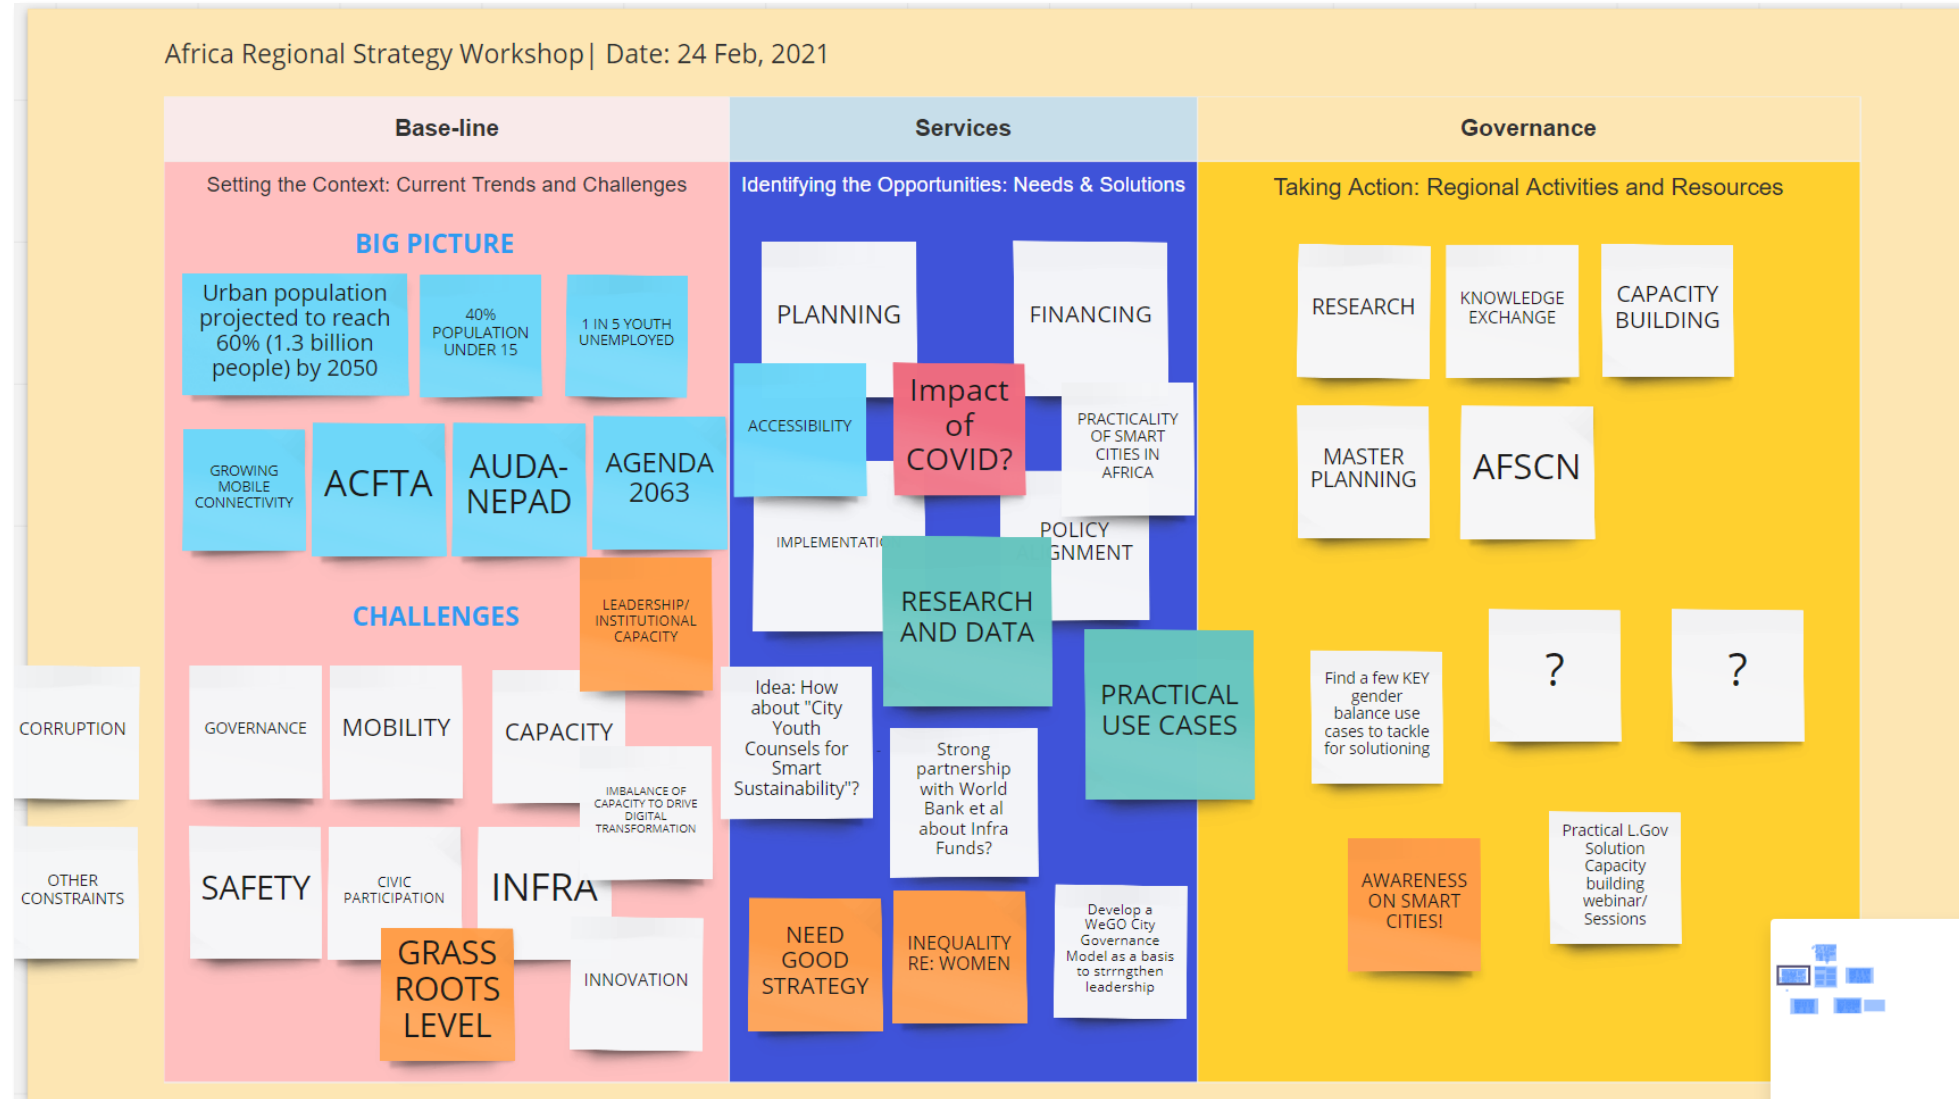 Africa Regional Strategy Workshop| Date: 24 Feb, 2021
Base-line
Setting the Context: Current Trends and Challenges
BIG PICTURE
Urban population
projected to reach
60% (1.3 billion
people) by 2050
40%
POPULATION
UNDER 15
1 IN 5 YOUTH
UNEMPLOYED
GROWING
MOBILE
CONNECTIVITY
ACFTA
AUDA-
NEPAD
AGENDA
2063
CHALLENGES
LEADERSHIP/
INSTITUTIONAL
CAPACITY
CORRUPTION
GOVERNANCE
MOBILITY
CAPACITY
IMBALANCE OF
CAPACITY TO DRIVE
DIGITAL
TRANSFORMATION
OTHER
CONSTRAINTS
SAFETY
CIVIC
PARTICIPATION
INFRA
GRASS
ROOTS
LEVEL
INNOVATION
Services
Identifying the Opportunities: Needs & Solutions
PLANNING
FINANCING
ACCESSIBILITY
Impact
of
COVID?
PRACTICALITY
OF SMART
CITIES IN
AFRICA
IMPLEMENTATI
POLICY
ALIGNMENT
RESEARCH
AND DATA
PRACTICAL
USE CASES
Idea: How
about "City
Youth
Counsels for
Smart
Sustainability"?
Strong
partnership
with World
Bank et al
about Infra
Funds?
NEED
GOOD
STRATEGY
INEQUALITY
RE: WOMEN
Develop a
WeGO City
Governance
Model as a basis
to strrngthen
leadership
Governance
Taking Action: Regional Activities and Resources
RESEARCH
KNOWLEDGE
EXCHANGE
CAPACITY
BUILDING
MASTER
PLANNING
AFSCN
Find a few KEY
gender
balance use
cases to tackle
for solutioning
?
?
AWARENESS
ON SMART
CITIES!
Practical L.Gov
Solution
Capacity
building
webinar/
Sessions